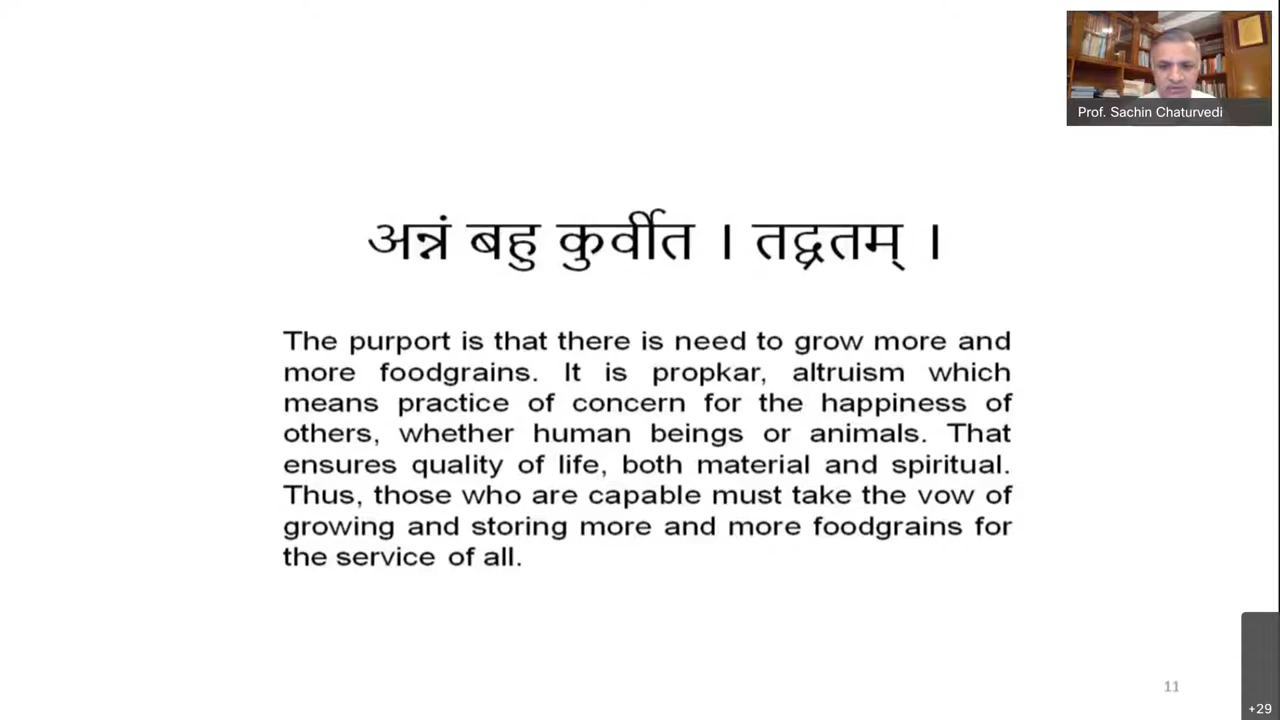 Prof. Sachin Chaturvedi
अन्नं बहु कुर्वीत । तद्व्रतम् ।
The purport is that there is need to grow more and
more foodgrains. It is propkar, altruism which
means practice of concern for the happiness of
others, whether human beings or animals. That
ensures quality of life, both material and spiritual.
Thus, those who are capable must take the vow of
growing and storing more and more foodgrains for
the service of all.
11
+29